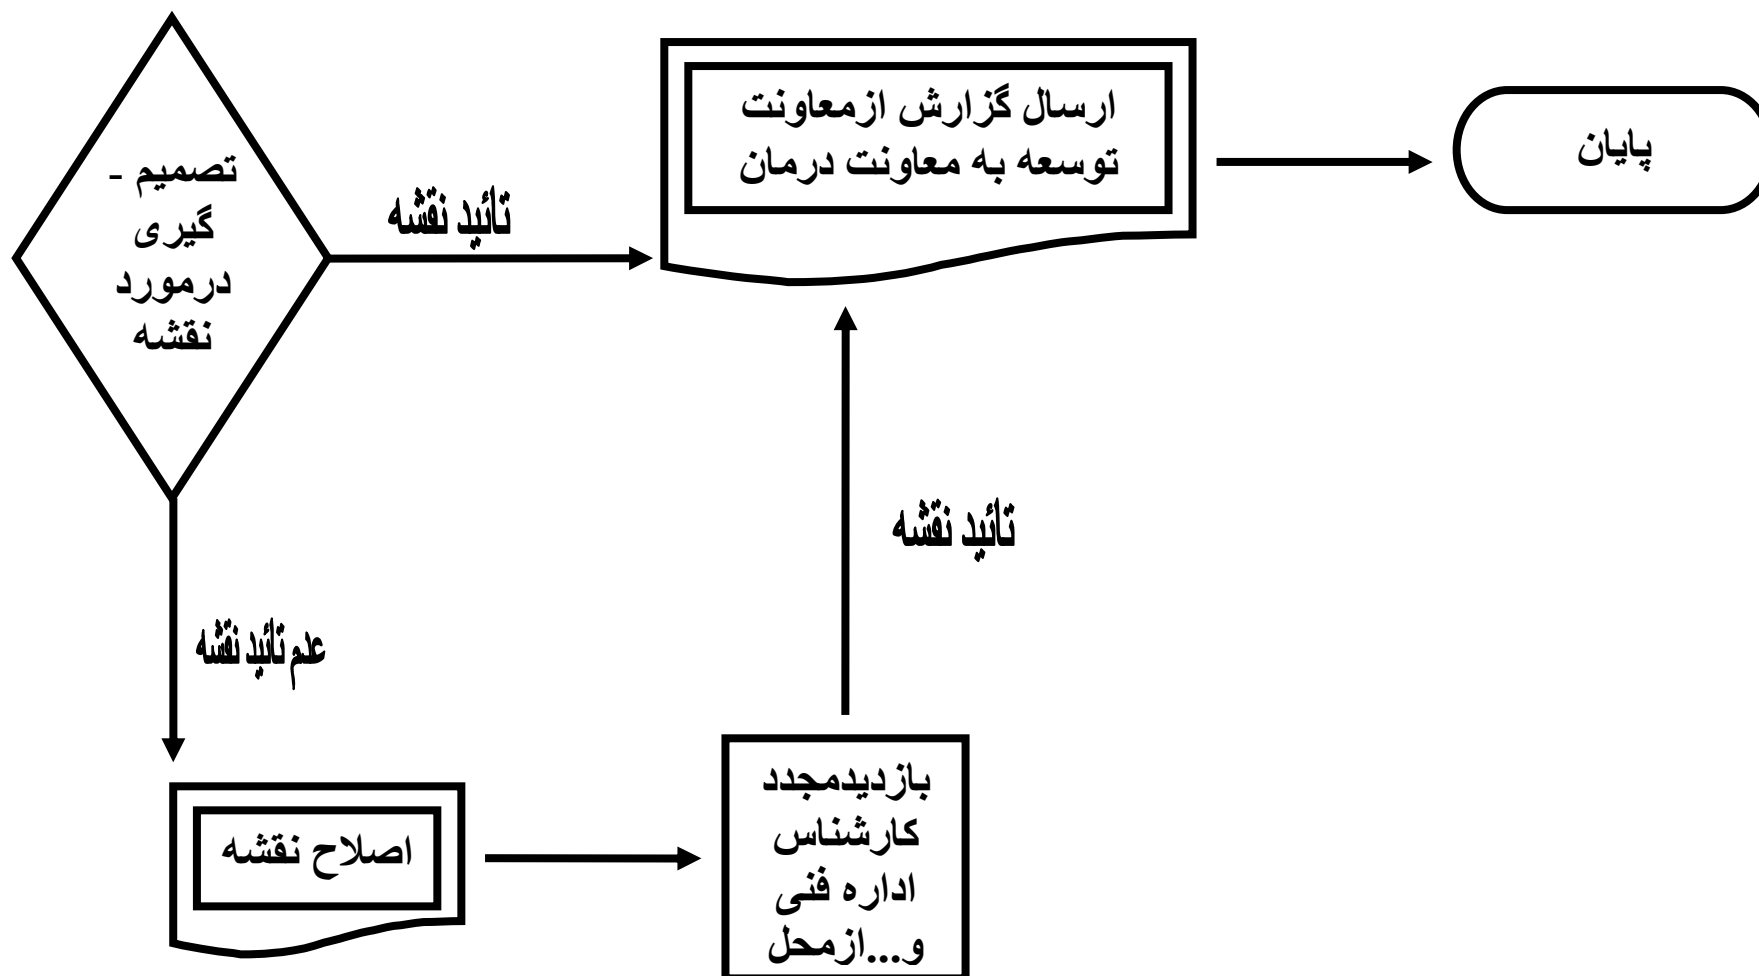 تصمیم -
گیری
درمورد
نقشه
تائید نقشه
ارسال گزارش ازمعاونت
توسعه به معاونت درمان
پایان
عدم تائید نقشه
اصلاح نقشه
بازدیدمجدد
کارشناس
اداره فنی
و...ازمحل
تائید نقشه